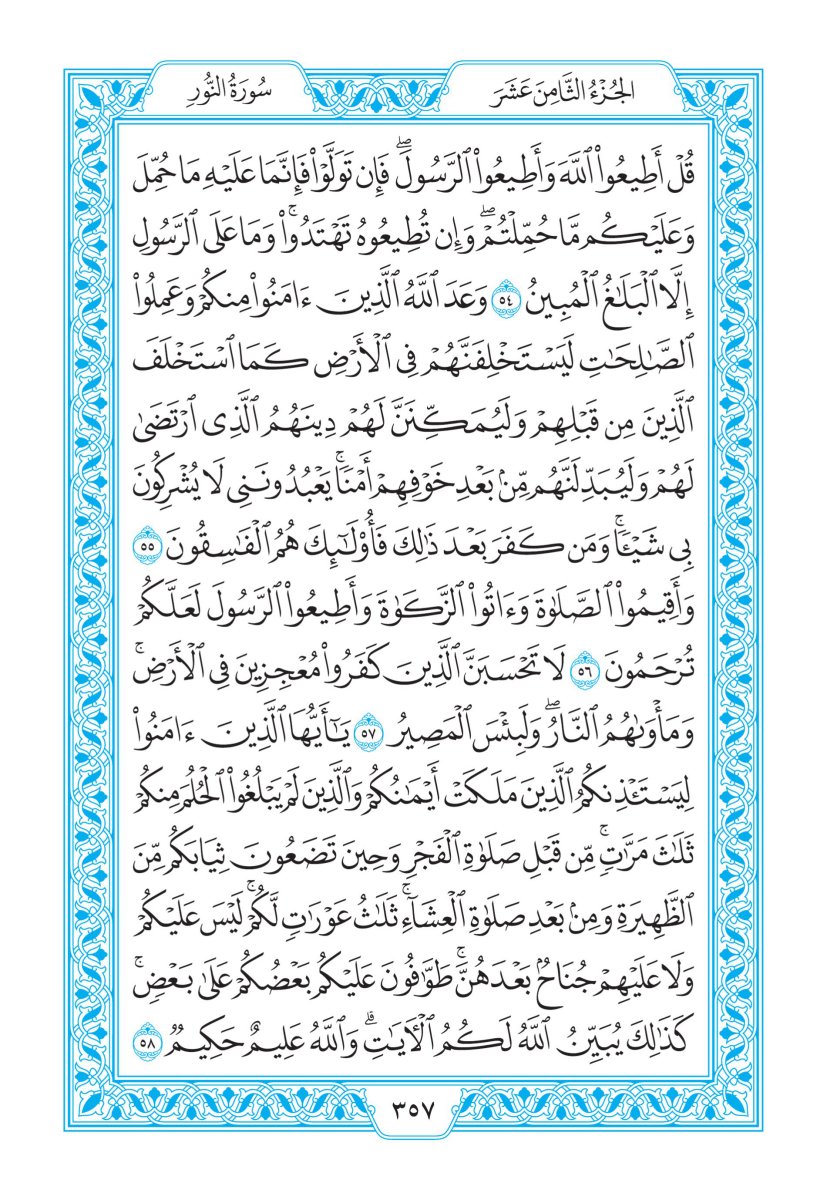 الجُزْءُ الثَّامِنَ عَشَرَ
سُورَةُ النُّورِ
قُلۡ أَطِيعُواْ ٱللَّهَ وَأَطِيعُواْ ٱلرَّسُولَۖ فَإِن تَوَلَّوۡاْ فَإِنَّمَا عَلَيۡهِ مَا حُمِّلَ
وَعَلَيۡكُم مَّا حُمِّلۡتُمۡۖ وَإِن تُطِيعُوهُ تَهۡتَدُواْۚ وَمَا عَلَى ٱلرَّسُولِ
إِلَّا ٱلۡبَلَٰغُ ٱلۡمُبِينُ ٥٤ وَعَدَ ٱللَّهُ ٱلَّذِينَ ءَامَنُواْ مِنكُمۡ وَعَمِلُواْ
ٱلصَّٰلِحَٰتِ لَيَسۡتَخۡلِفَنَّهُمۡ فِي ٱلۡأَرۡضِ كَمَا ٱسۡتَخۡلَفَ
ٱلَّذِينَ مِن قَبۡلِهِمۡ وَلَيُمَكِّنَنَّ لَهُمۡ دِينَهُمُ ٱلَّذِي ٱرۡتَضَىٰ
لَهُمۡ وَلَيُبَدِّلَنَّهُم مِّنۢ بَعۡدِ خَوۡفِهِمۡ أَمۡنٗاۚ يَعۡبُدُونَنِي لَا يُشۡرِكُونَ
بِي شَيۡـٔٗاۚ وَمَن كَفَرَ بَعۡدَ ذَٰلِكَ فَأُوْلَٰٓئِكَ هُمُ ٱلۡفَٰسِقُونَ ٥٥
وَأَقِيمُواْ ٱلصَّلَوٰةَ وَءَاتُواْ ٱلزَّكَوٰةَ وَأَطِيعُواْ ٱلرَّسُولَ لَعَلَّكُمۡ
تُرۡحَمُونَ ٥٦ لَا تَحۡسَبَنَّ ٱلَّذِينَ كَفَرُواْ مُعۡجِزِينَ فِي ٱلۡأَرۡضِۚ
وَمَأۡوَىٰهُمُ ٱلنَّارُۖ وَلَبِئۡسَ ٱلۡمَصِيرُ ٥٧ يَٰٓأَيُّهَا ٱلَّذِينَ ءَامَنُواْ
لِيَسۡتَـٔۡذِنكُمُ ٱلَّذِينَ مَلَكَتۡ أَيۡمَٰنُكُمۡ وَٱلَّذِينَ لَمۡ يَبۡلُغُواْ ٱلۡحُلُمَ مِنكُمۡ
ثَلَٰثَ مَرَّٰتٖۚ مِّن قَبۡلِ صَلَوٰةِ ٱلۡفَجۡرِ وَحِينَ تَضَعُونَ ثِيَابَكُم مِّنَ
ٱلظَّهِيرَةِ وَمِنۢ بَعۡدِ صَلَوٰةِ ٱلۡعِشَآءِۚ ثَلَٰثُ عَوۡرَٰتٖ لَّكُمۡۚ لَيۡسَ عَلَيۡكُمۡ
وَلَا عَلَيۡهِمۡ جُنَاحُۢ بَعۡدَهُنَّۚ طَوَّٰفُونَ عَلَيۡكُم بَعۡضُكُمۡ عَلَىٰ بَعۡضٖۚ
كَذَٰلِكَ يُبَيِّنُ ٱللَّهُ لَكُمُ ٱلۡأٓيَٰتِۗ وَٱللَّهُ عَلِيمٌ حَكِيمٞ ٥٨
٣٥٧